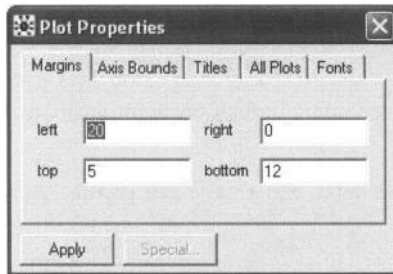 Plot Properties
Margins Axis Bounds Titles All Plots Fonts
left 20 right 0
top 5 bottom 12
Apply Special...